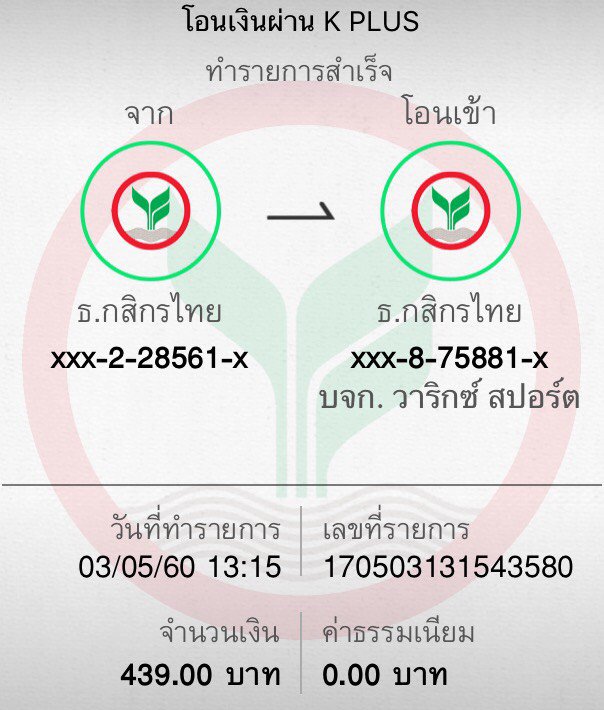 โอนเงินผ่าน K PLUS
ทำรายการสำเร็จ
จาก
โอนเข้า
ธ.กสิกรไทย
xxx-2-28561-x
ธ.กสิกรไทย
xxx-8-75881-x
บจก. วาริกซ์ สปอร์ต
วันที่ทำรายการ
03/05/60 13:15
เลขที่รายการ
170503131543580
จำนวนเงิน
439.00 บาท
ค่าธรรมเนียม
0.00 บาท